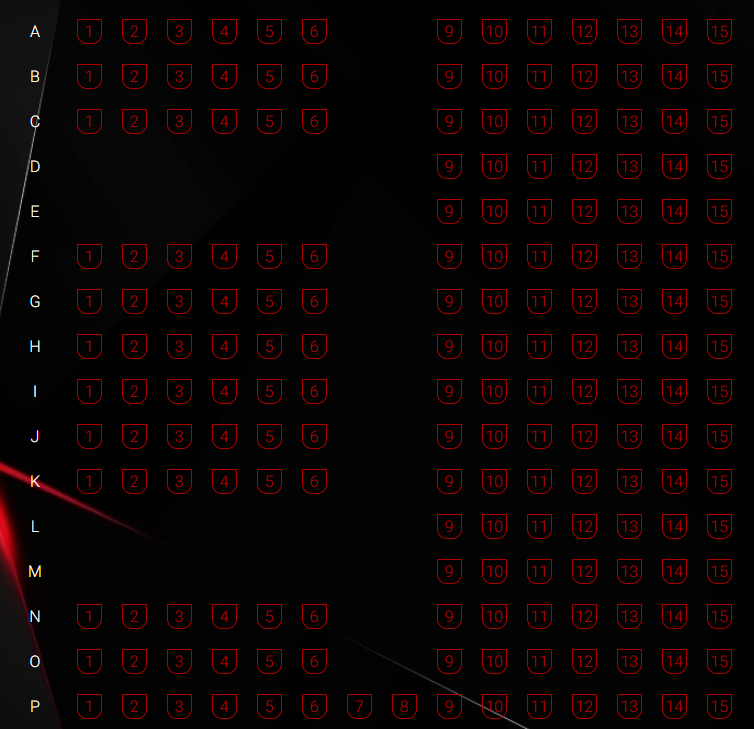 A 1 2 3 4 5 6 9 10 11 12 13 14 15
B 1 2 3 4 5 6 9 10 11 12 13 14 15
C 1 2 3 4 5 6 9 10 11 12 13 14 15
D 9 10 11 12 13 14 15
E 9 10 11 12 13 14 15
F 1 2 3 4 5 6 9 10 11 12 13 14 15
G 1 2 3 4 5 6 9 10 11 12 13 14 15
H 1 2 3 4 5 6 9 10 11 12 13 14 15
I 1 2 3 4 5 6 9 10 11 12 13 14 15
J 1 2 3 4 5 6 9 10 11 12 13 14 15
K 1 2 3 4 5 6 9 10 11 12 13 14 15
L 9 10 11 12 13 14 15
M 9 10 11 12 13 14 15
N 1 2 3 4 5 6 9 10 11 12 13 14 15
O 1 2 3 4 5 6 9 10 11 12 13 14 15
P 1 2 3 4 5 6 7 8 9 10 11 12 13 14 15